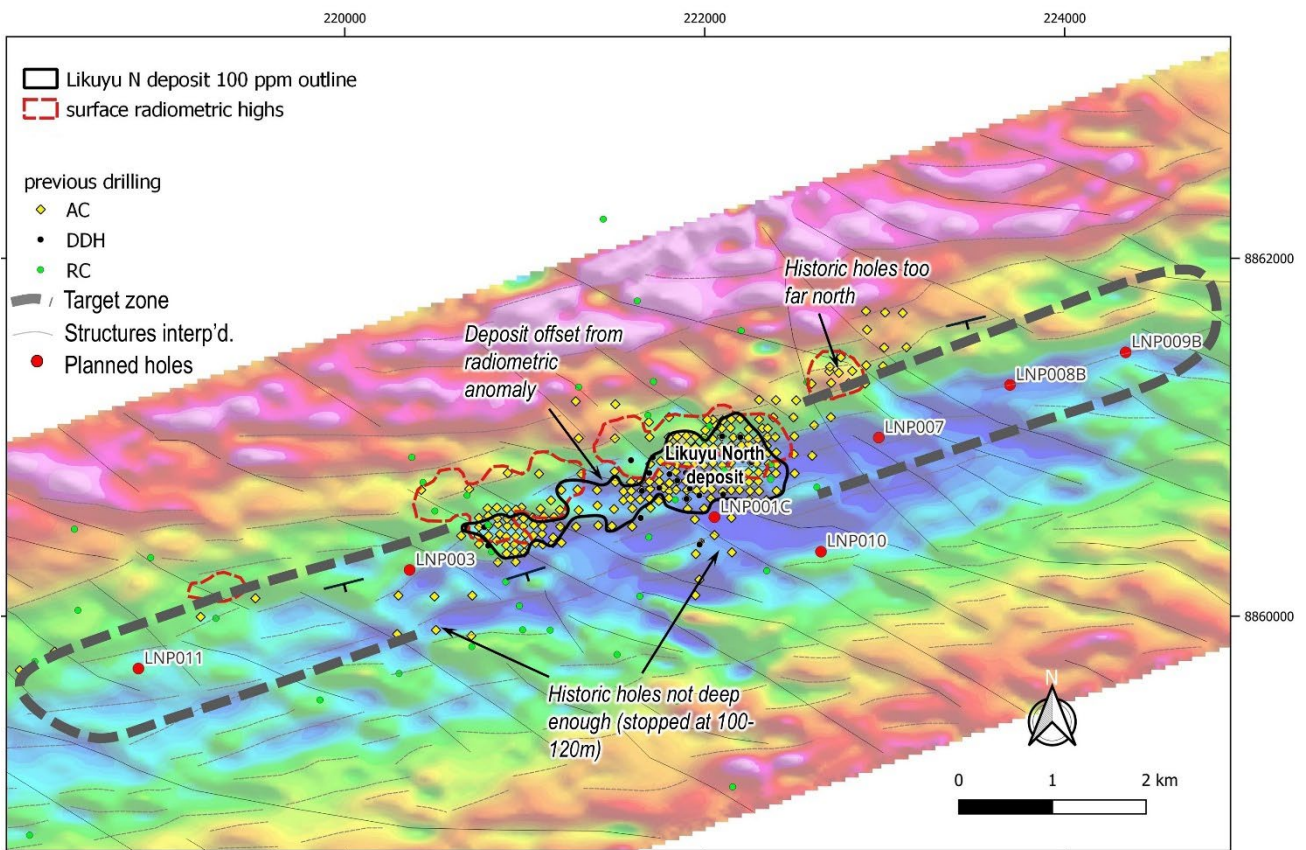 220000
222000
224000
Likuyu N deposit 100 ppm outline
surface radiometric highs
previous drilling
AC
DDH
RC
Target zone
Structures interp’d.
Planned holes
8862000
Historic holes too
far north
Deposit offset from
radiometric
anomaly
LNP009B
LNP008B
LNP007
Likuyu North
deposit
LNP001C
LNP010
LNP003
8860000
LNP011
Historic holes not deep
enough (stopped at 100-
120m)
N
0 1 2 km